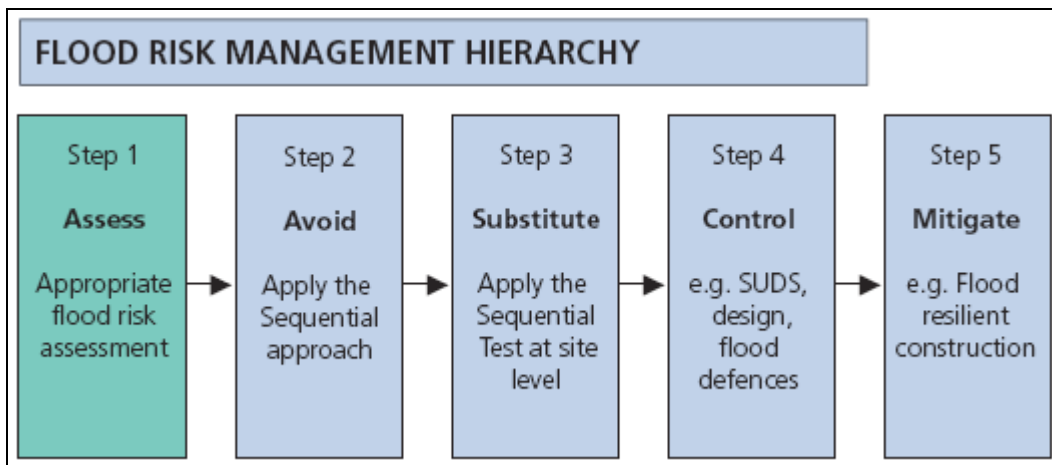 FLOOD RISK MANAGEMENT HIERARCHY
Step 1
Assess
Appropriate
flood risk
assessment
Step 2
Avoid
Apply the
Sequential
approach
Step 3
Substitute
Apply the
Sequential
Test at site
level
Step 4
Control
e.g. SUDS,
design,
flood
defences
Step 5
Mitigate
e.g. Flood
resilient
construction